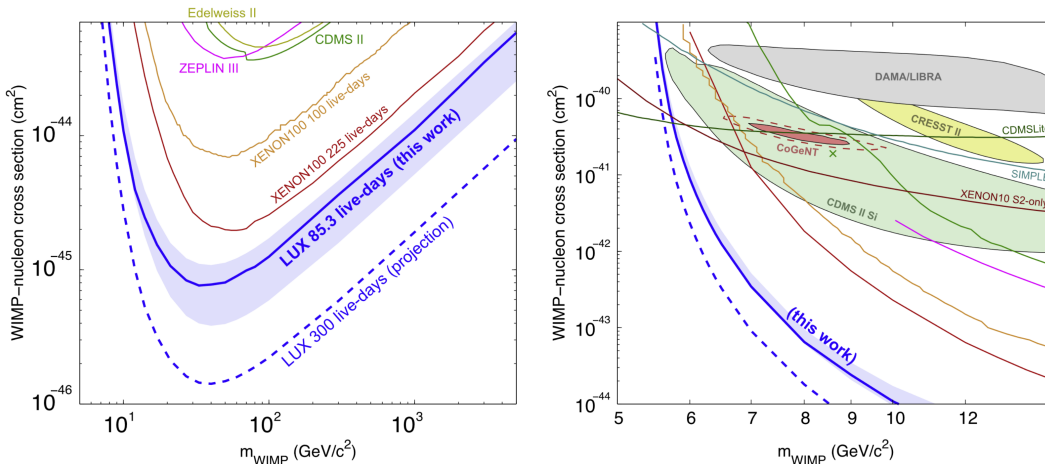 Edelweiss II
CDMS II
ZEPLIN III
XENON100 100 live-days
XENON100 225 live-days
LUX 85.3 live-days (this work)
LUX 300 live-days (projection)
WIMP−nucleon cross section (cm²)
10⁻⁴⁴
10⁻⁴⁵
10⁻⁴⁶
10¹
10²
10³
m_WIMP (GeV/c²)
DAMA/LIBRA
CRESST II
CDMSLite
CoGeNT
SIMPLE
XENON10 S2-only
CDMS II Si
(this work)
WIMP−nucleon cross section (cm²)
10⁻⁴⁰
10⁻⁴¹
10⁻⁴²
10⁻⁴³
10⁻⁴⁴
5 6 7 8 9 10 12
m_WIMP (GeV/c²)